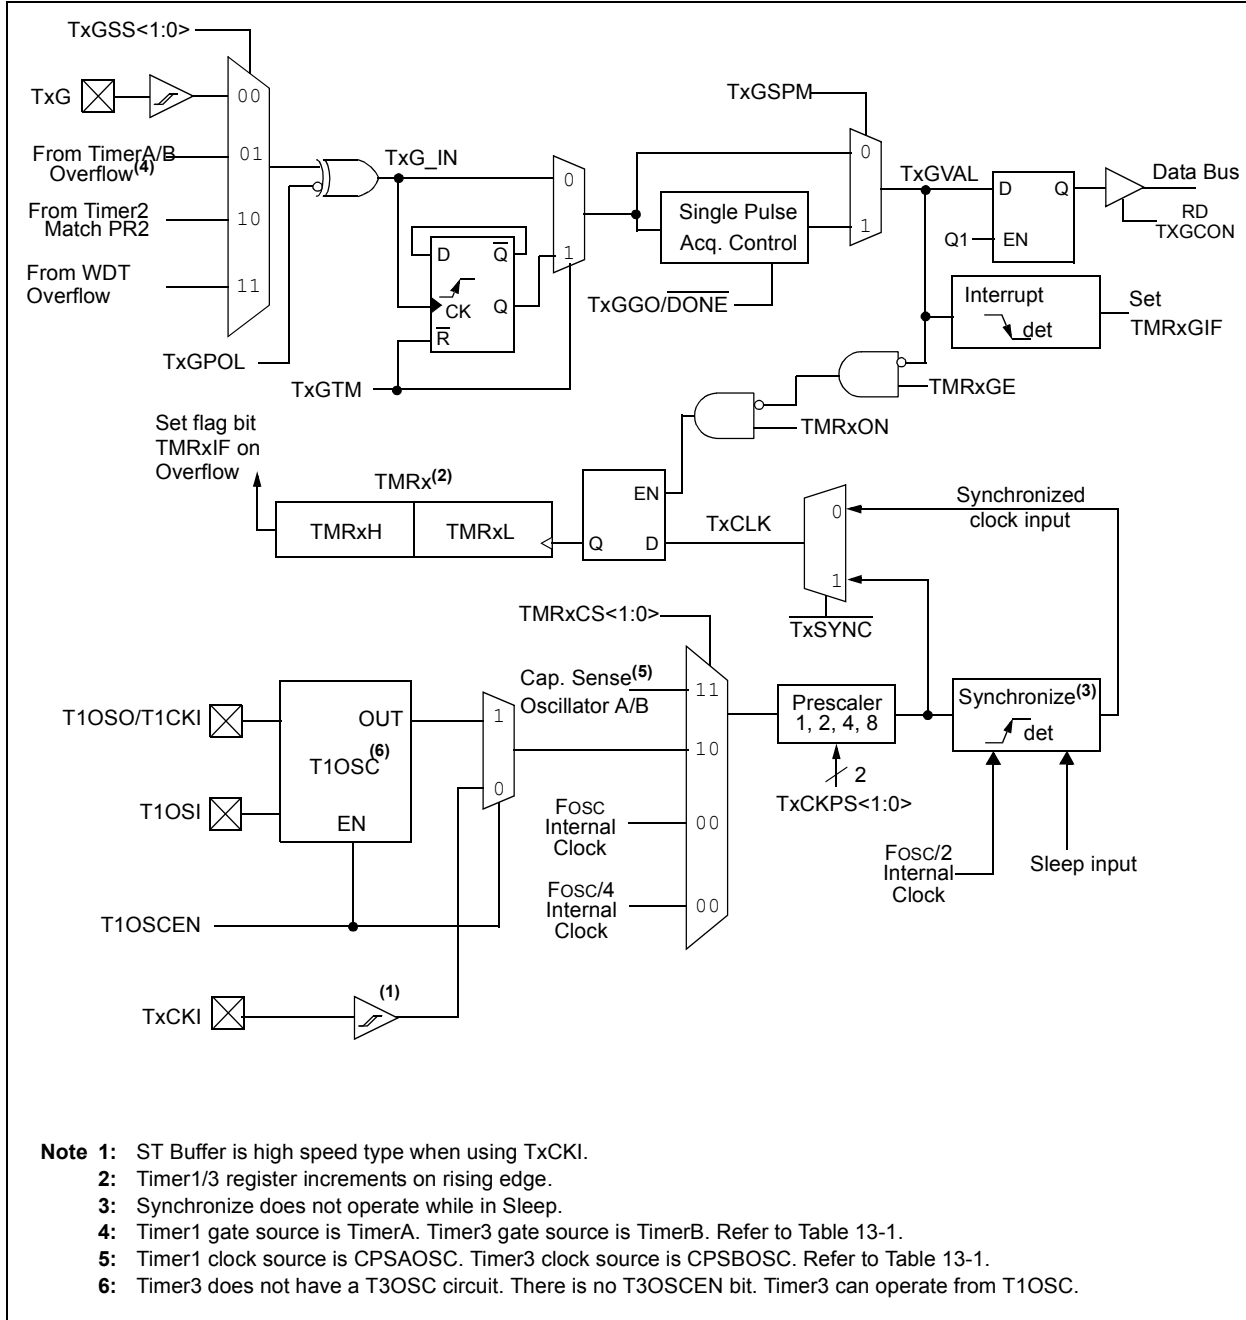 TxGSS<1:0>
TxG
00
From TimerA/B
Overflow(4)
01
From Timer2
Match PR2
10
From WDT
Overflow
11
TxGPOL
TxG_IN
0
1
D
Q
CK
Q
R
TxGTM
TxGSPM
0
1
Single Pulse
Acq. Control
TxGGO/DONE
TxGVAL
D
Q
Q1
EN
Data Bus
RD
TXGCON
Interrupt
det
Set
TMRxGIF
TMRxGE
TMRxON
Set flag bit
TMRxIF on
Overflow
TMRx(2)
TMRxH
TMRxL
EN
Q
D
TxCLK
0
1
TxSYNC
Synchronized
clock input
TMRxCS<1:0>
Cap. Sense(5)
Oscillator A/B
11
10
FOSC
Internal
Clock
00
FOSC/4
Internal
Clock
00
Prescaler
1, 2, 4, 8
2
TxCKPS<1:0>
Synchronize(3)
det
FOSC/2
Internal
Clock
Sleep input
T1OSO/T1CKI
T1OSI
OUT
T1OSC(6)
EN
1
0
T1OSCEN
TxCKI
(1)
Note 1: ST Buffer is high speed type when using TxCKI.
2: Timer1/3 register increments on rising edge.
3: Synchronize does not operate while in Sleep.
4: Timer1 gate source is TimerA. Timer3 gate source is TimerB. Refer to Table 13-1.
5: Timer1 clock source is CPSAOSC. Timer3 clock source is CPSBOSC. Refer to Table 13-1.
6: Timer3 does not have a T3OSC circuit. There is no T3OSCEN bit. Timer3 can operate from T1OSC.